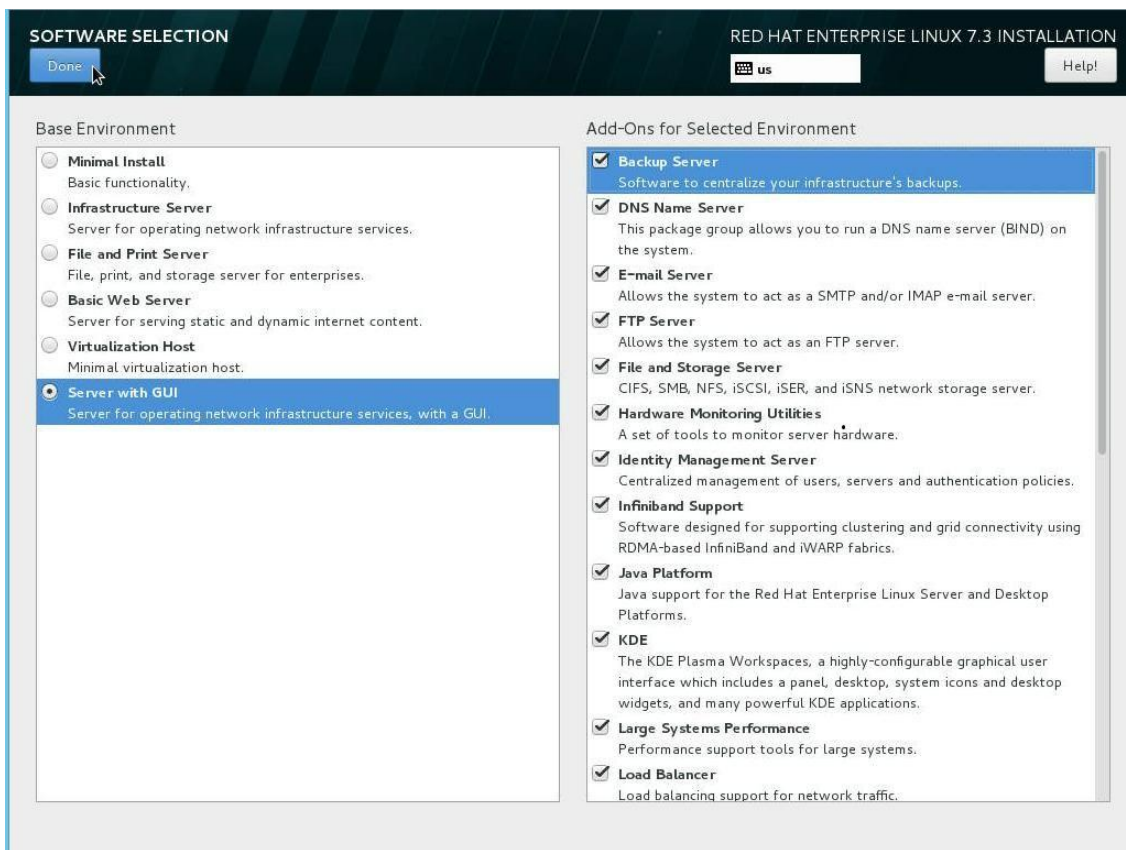 SOFTWARE SELECTION
RED HAT ENTERPRISE LINUX 7.3 INSTALLATION
Done
us
Help!
Base Environment
Minimal Install
Basic functionality.
Infrastructure Server
Server for operating network infrastructure services.
File and Print Server
File, print, and storage server for enterprises.
Basic Web Server
Server for serving static and dynamic internet content.
Virtualization Host
Minimal virtualization host.
Server with GUI
Server for operating network infrastructure services, with a GUI.
Add-Ons for Selected Environment
Backup Server
Software to centralize your infrastructure's backups.
DNS Name Server
This package group allows you to run a DNS name server (BIND) on
the system.
E-mail Server
Allows the system to act as a SMTP and/or IMAP e-mail server.
FTP Server
Allows the system to act as an FTP server.
File and Storage Server
CIFS, SMB, NFS, iSCSI, iSER, and iSNS network storage server.
Hardware Monitoring Utilities
A set of tools to monitor server hardware.
Identity Management Server
Centralized management of users, servers and authentication policies.
Infiniband Support
Software designed for supporting clustering and grid connectivity using
RDMA-based InfiniBand and iWARP fabrics.
Java Platform
Java support for the Red Hat Enterprise Linux Server and Desktop
Platforms.
KDE
The KDE Plasma Workspaces, a highly-configurable graphical user
interface which includes a panel, desktop, system icons and desktop
widgets, and many powerful KDE applications.
Large Systems Performance
Performance support tools for large systems.
Load Balancer
Load balancing support for network traffic.